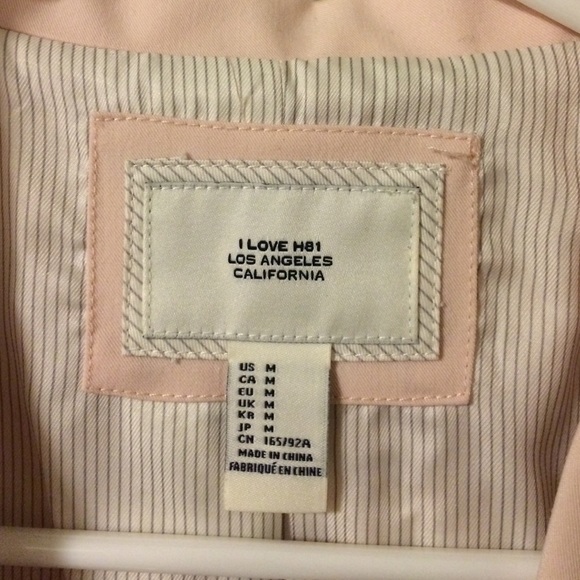 I LOVE H81
LOS ANGELES
CALIFORNIA
US M
CA M
EU M
UK M
KR M
JP M
CN 165/92A
MADE IN CHINA
FABRIQUÉ EN CHINE